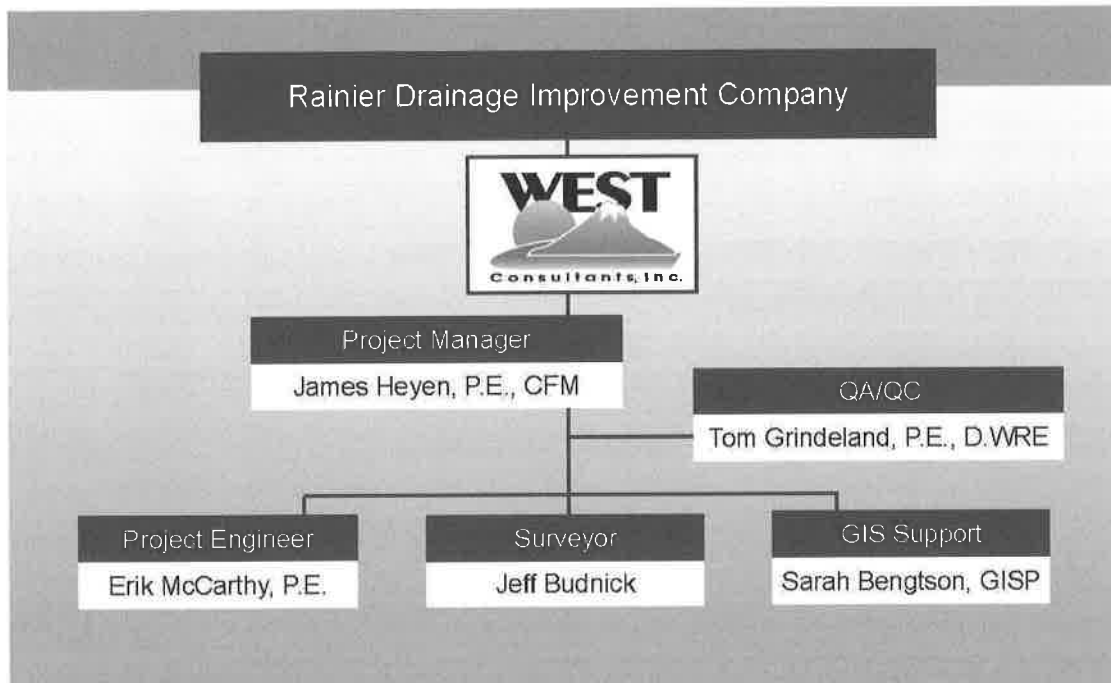 Rainier Drainage Improvement Company
WEST
Consultants, Inc.
Project Manager
James Heyen, P.E., CFM
QA/QC
Tom Grindeland, P.E., D.WRE
Project Engineer
Erik McCarthy, P.E.
Surveyor
Jeff Budnick
GIS Support
Sarah Bengtson, GISP